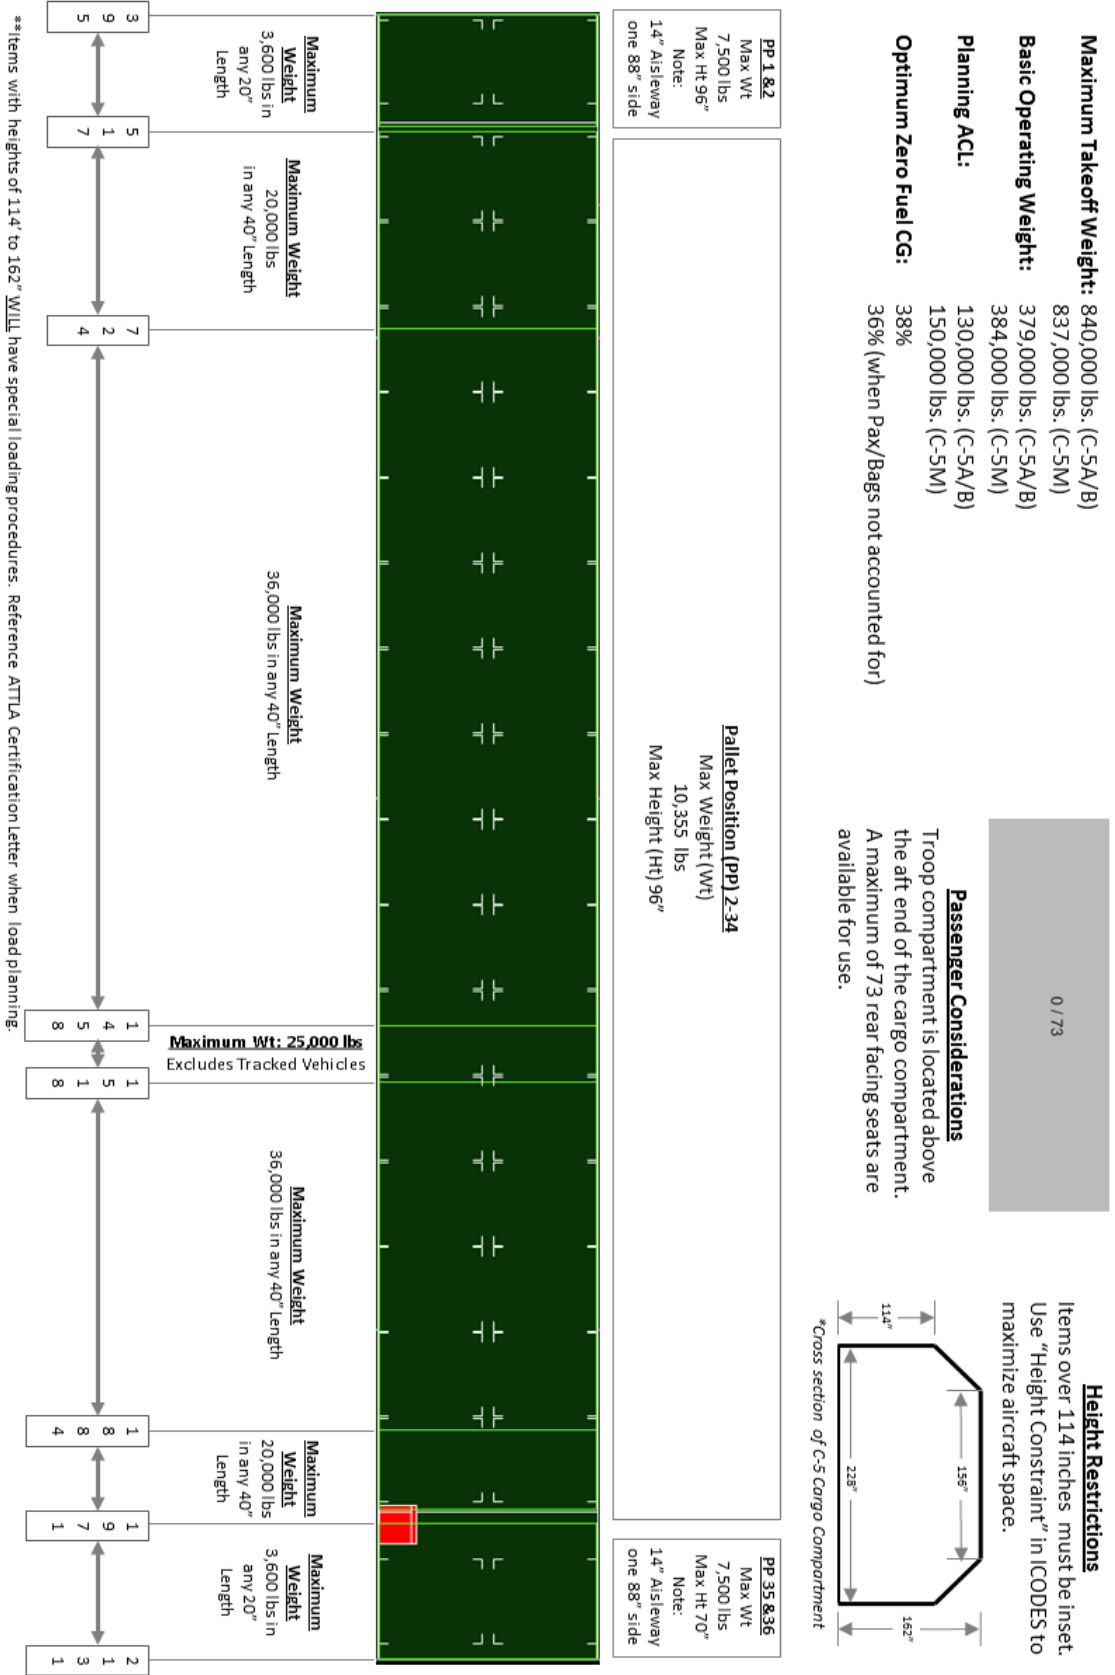 Maximum Takeoff Weight: 840,000 lbs. (C-5A/B)
837,000 lbs. (C-5M)
Basic Operating Weight: 379,000 lbs. (C-5A/B)
384,000 lbs. (C-5M)
Planning ACL: 130,000 lbs. (C-5A/B)
150,000 lbs. (C-5M)
Optimum Zero Fuel CG: 38%
36% (when Pax/Bags not accounted for)
0 / 73
Passenger Considerations
Troop compartment is located above
the aft end of the cargo compartment.
A maximum of 73 rear facing seats are
available for use.
Height Restrictions
Items over 114 inches must be inset.
Use “Height Constraint” in ICODES to
maximize aircraft space.
114”
156”
228”
162”
*Cross section of C-5 Cargo Compartment
PP 1 &2
Max Wt
7,500 lbs
Max Ht 96”
Note:
14” Aisleway
one 88” side
Pallet Position (PP) 2-34
Max Weight (Wt)
10,355 lbs
Max Height (Ht) 96”
PP 35 &36
Max Wt
7,500 lbs
Max Ht 70”
Note:
14” Aisleway
one 88” side
Maximum
Weight
3,600 lbs in
any 20”
Length
Maximum Weight
20,000 lbs
in any 40” Length
Maximum Weight
36,000 lbs in any 40” Length
Maximum Wt: 25,000 lbs
Excludes Tracked Vehicles
Maximum Weight
36,000 lbs in any 40” Length
Maximum
Weight
20,000 lbs
in any 40”
Length
Maximum
Weight
3,600 lbs in
any 20”
Length
395
517
724
1458
1518
1884
1971
2131
**Items with heights of 114’ to 162” WILL have special loading procedures. Reference ATTLA Certification Letter when load planning.